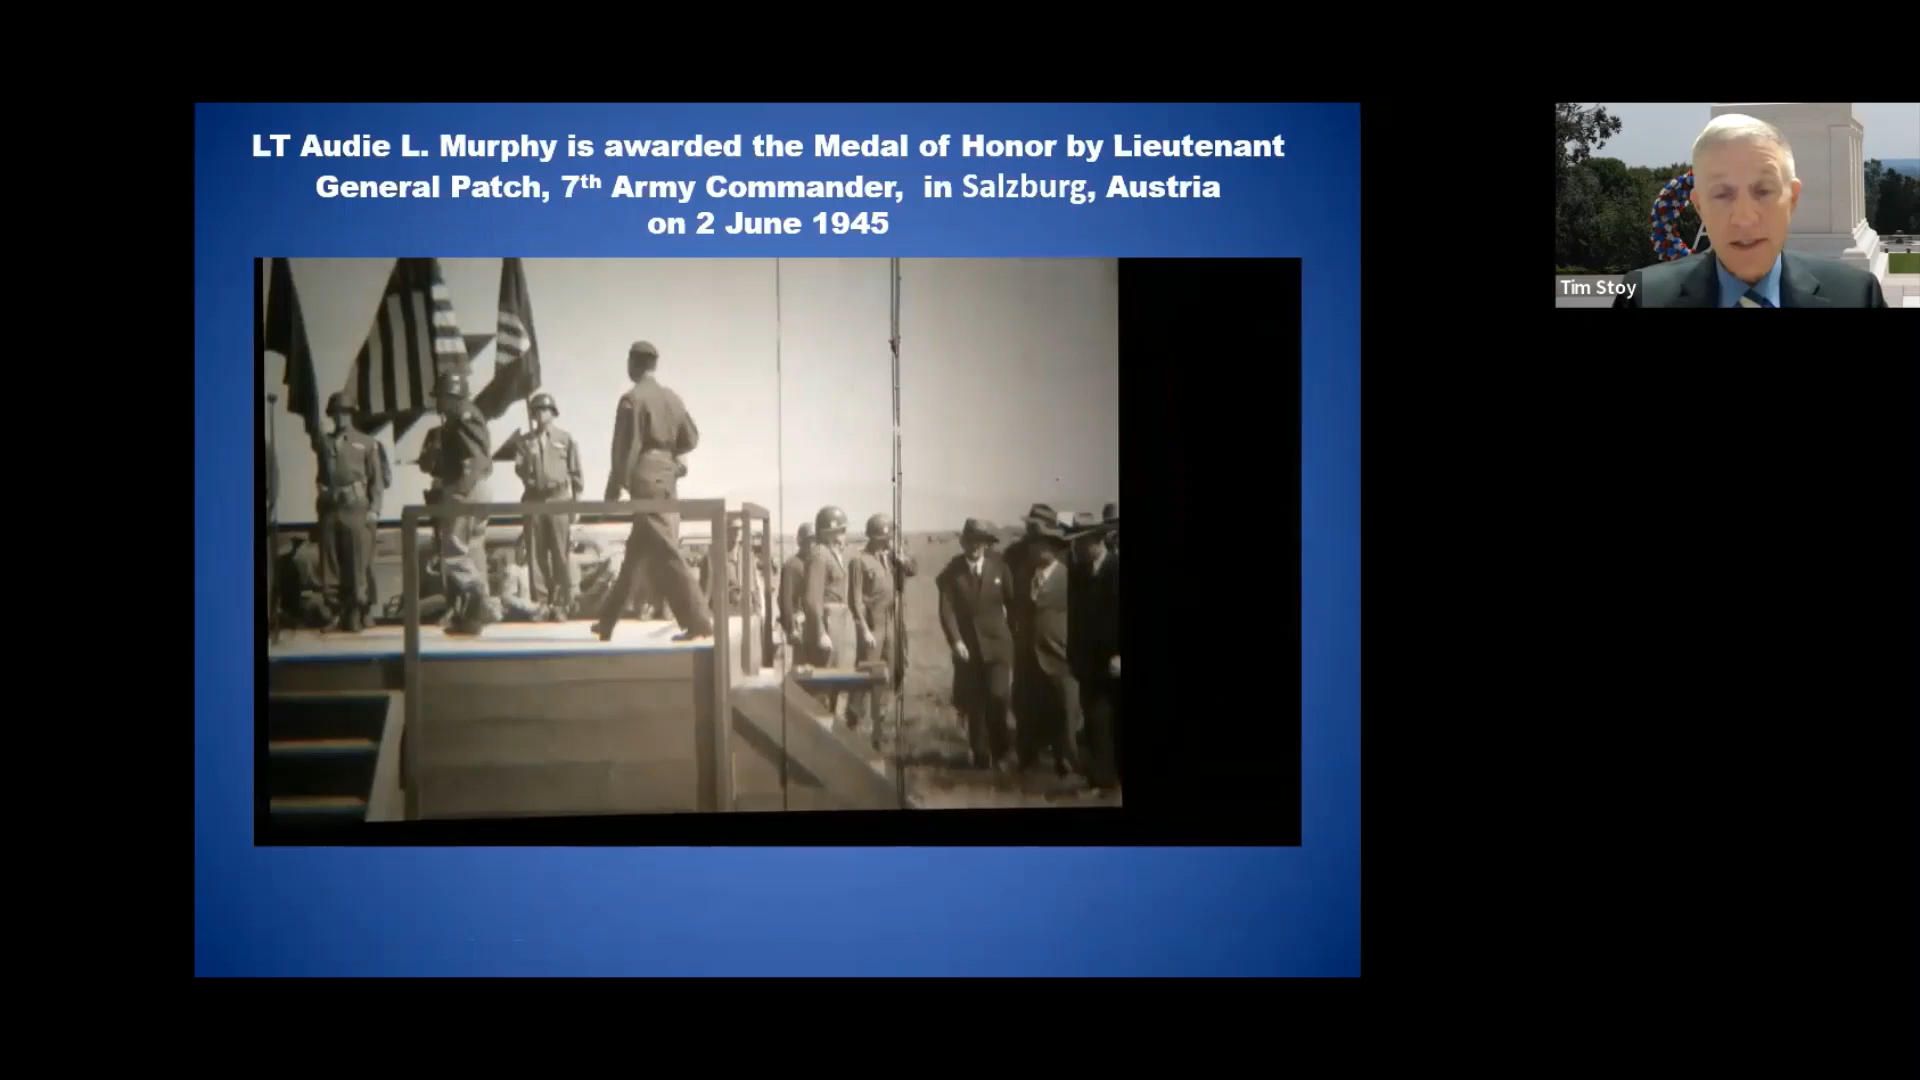 LT Audie L. Murphy is awarded the Medal of Honor by Lieutenant
General Patch, 7th Army Commander, in Salzburg, Austria
on 2 June 1945
Tim Stoy